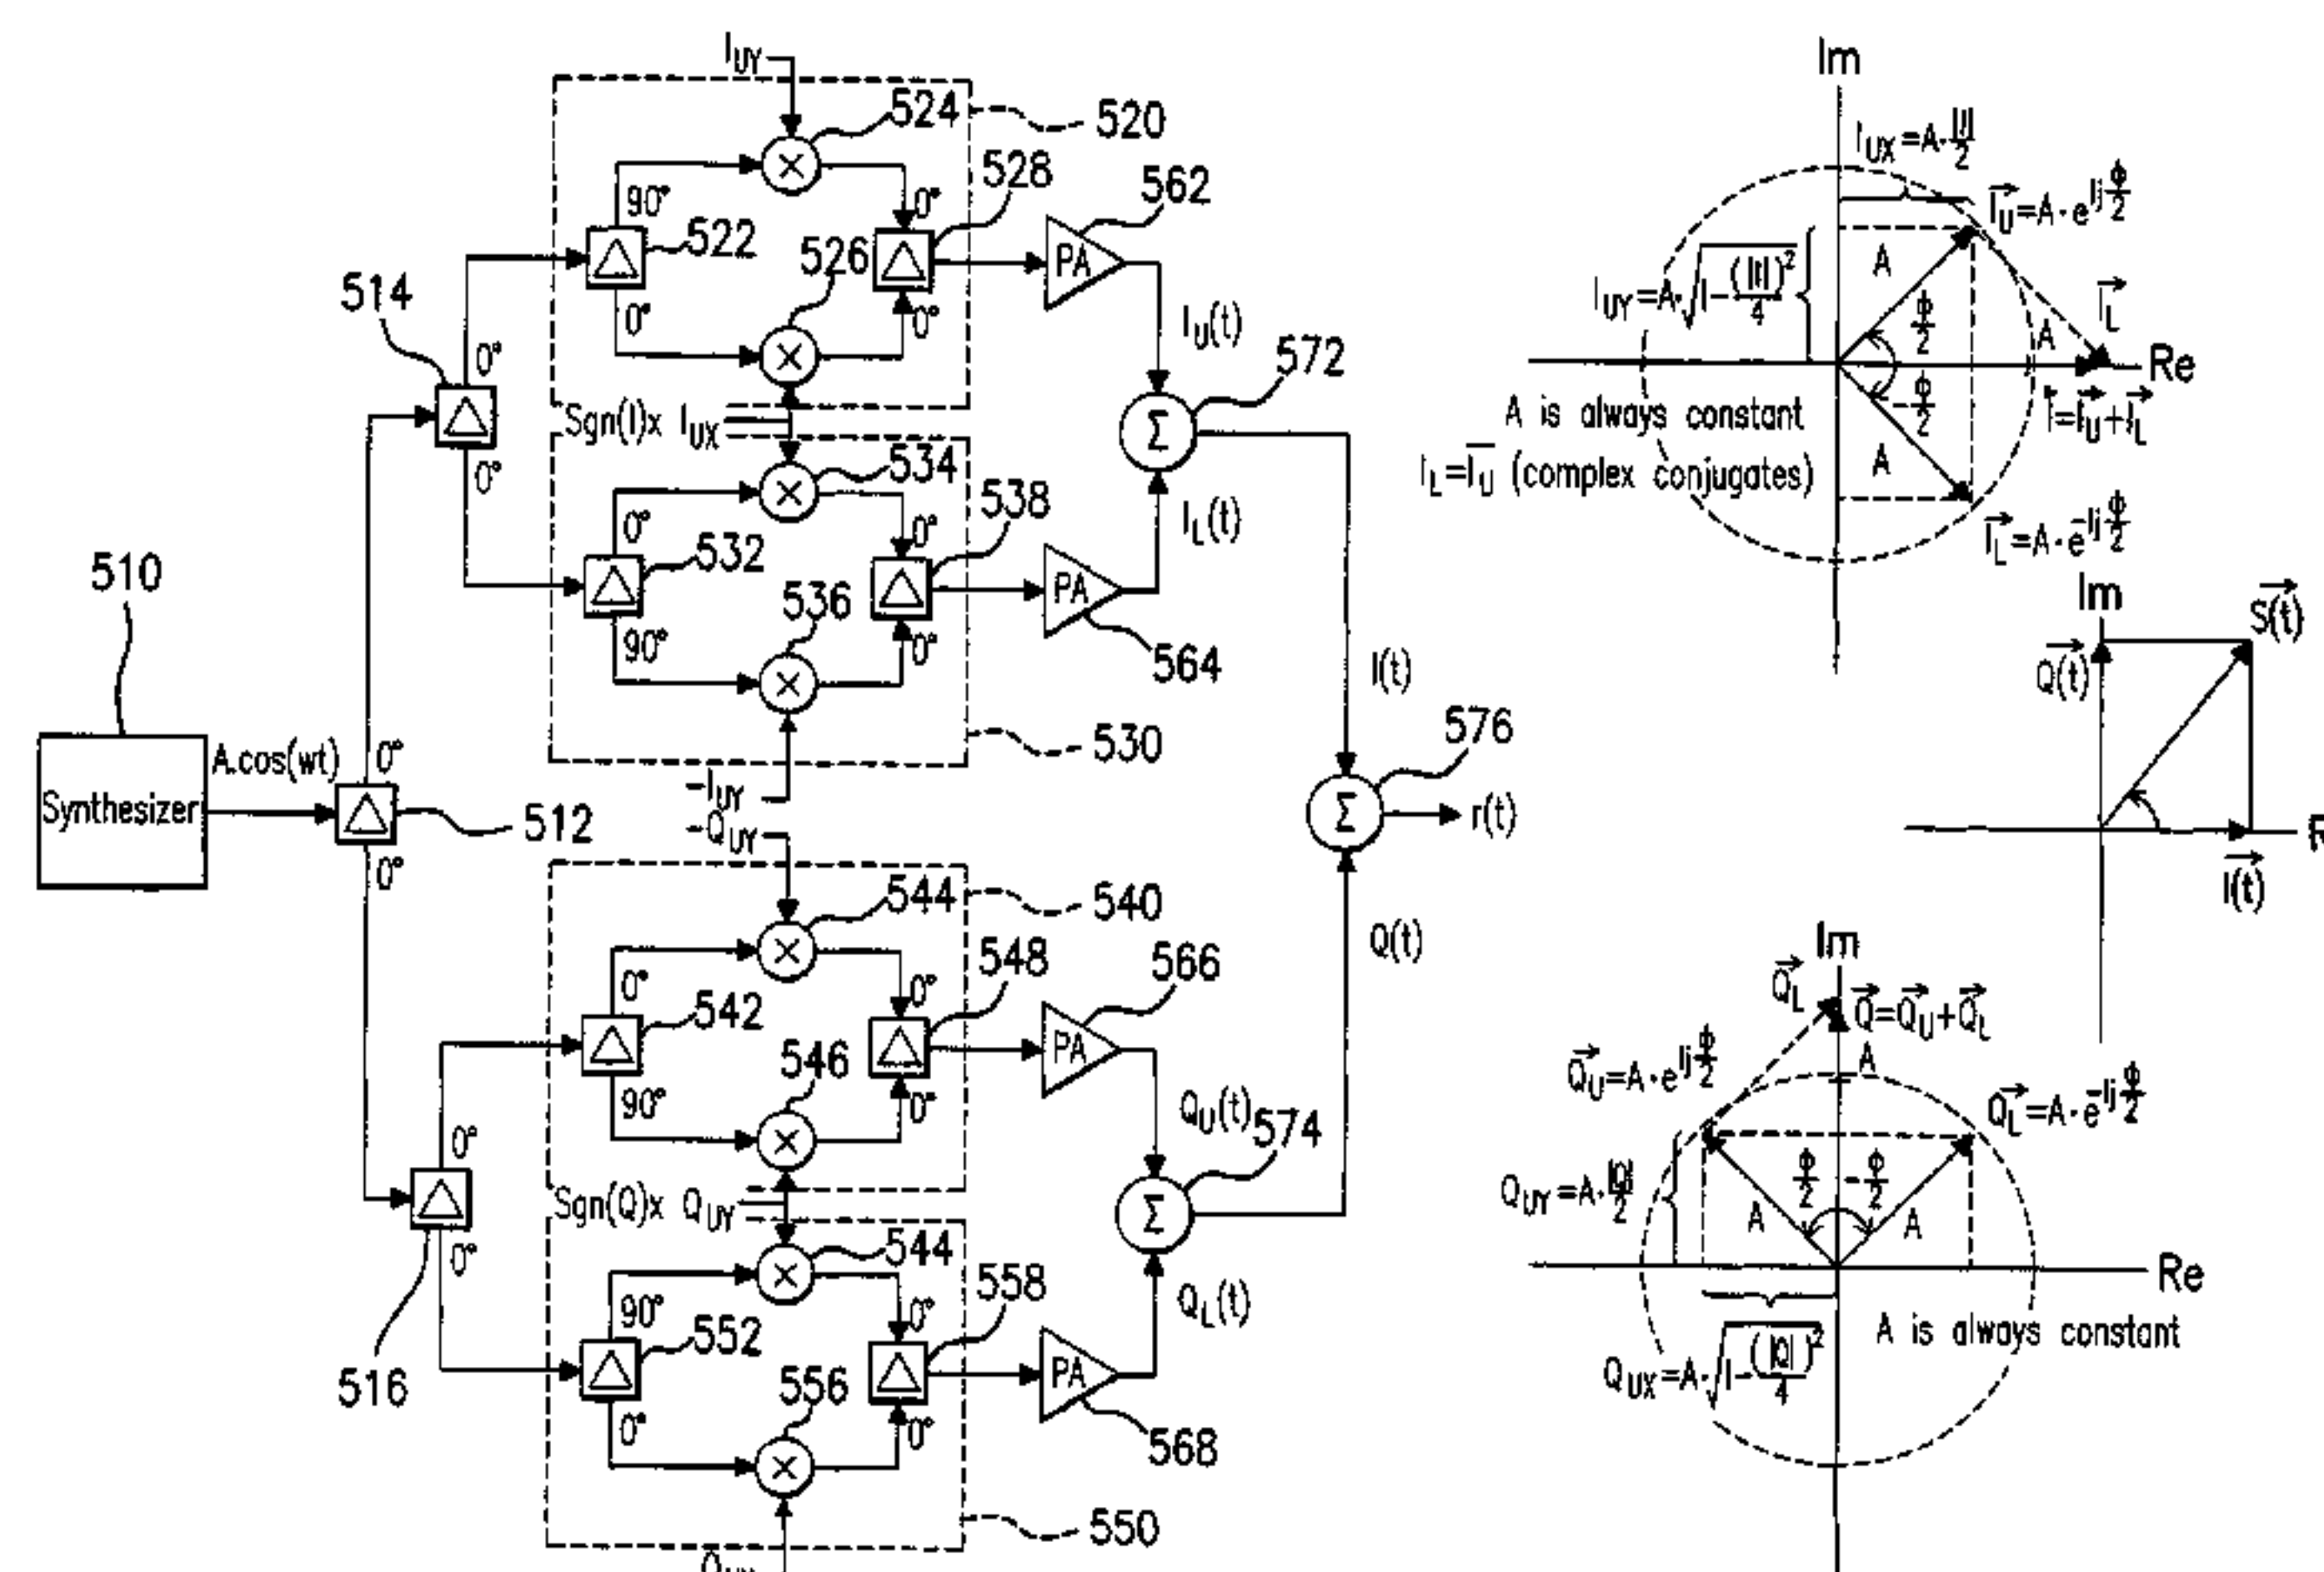 I_UY
524
520
90°
0°
528
562
522
526
PA
514
0°
0°
I_U(t)
0°
Sgn(I)x I_UX
572
Σ
534
0°
0°
0°
538
I_L(t)
532
510
536
PA
90°
0°
564
I(t)
530
-I_UY
576
Synthesizer
A.cos(wt)
0°
512
0°
Σ
r(t)
-Q_UY
544
540
0°
0°
548
566
Q(t)
542
546
PA
90°
0°
Q_U(t)
574
0°
Sgn(Q)x Q_UY
Σ
0°
544
90°
0°
558
Q_L(t)
552
516
556
PA
0°
0°
568
550
Im
I_UX=A·|I|/2
I_U=A·e^Ij ϕ/2
I_UY=A·√1-(|I|)²/4
A
ϕ/2
A
I_L
Re
A is always constant
-ϕ/2
I=I_U+I_L
A
I_L=I_U (complex conjugates)
I_L=A·e^-Ij ϕ/2
Im
S(t)
Q(t)
I(t)
Im
Q_L
Q=Q_U+Q_L
A
Q_U=A·e^Ij ϕ/2
Q_L=A·e^-Ij ϕ/2
Q_UY=A·|Q|/2
ϕ/2
-ϕ/2
A
A
Re
Q_UX=A·√1-(|Q|)²/4
A is always constant